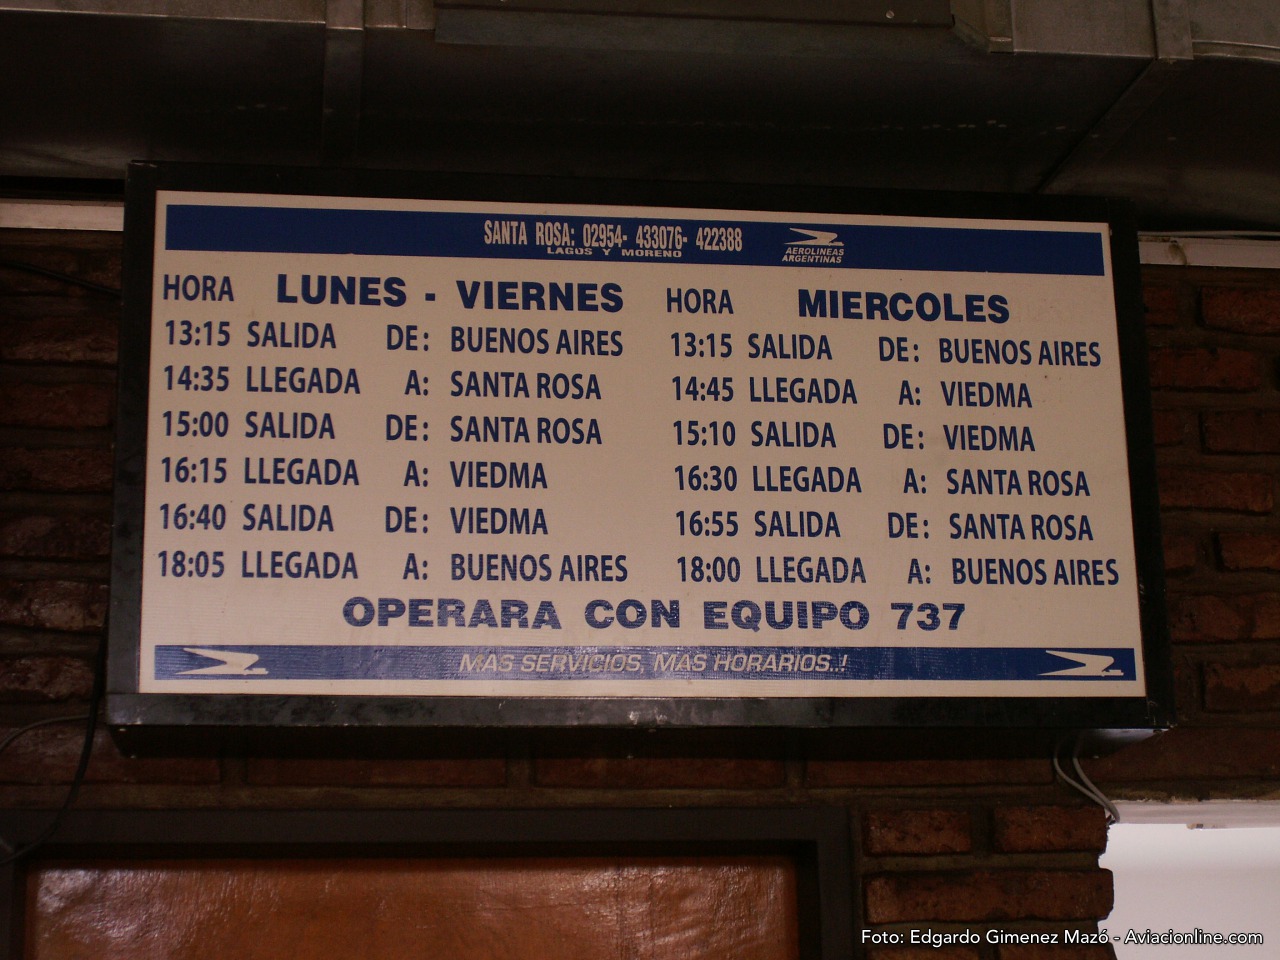 SANTA ROSA: 02954- 433076- 422388
LAGOS Y MORENO
AEROLINEAS
ARGENTINAS
HORA LUNES - VIERNES
13:15 SALIDA DE: BUENOS AIRES
14:35 LLEGADA A: SANTA ROSA
15:00 SALIDA DE: SANTA ROSA
16:15 LLEGADA A: VIEDMA
16:40 SALIDA DE: VIEDMA
18:05 LLEGADA A: BUENOS AIRES
HORA MIERCOLES
13:15 SALIDA DE: BUENOS AIRES
14:45 LLEGADA A: VIEDMA
15:10 SALIDA DE: VIEDMA
16:30 LLEGADA A: SANTA ROSA
16:55 SALIDA DE: SANTA ROSA
18:00 LLEGADA A: BUENOS AIRES
OPERARA CON EQUIPO 737
MAS SERVICIOS, MAS HORARIOS..!
Foto: Edgardo Gimenez Mazó - Aviacionline.com